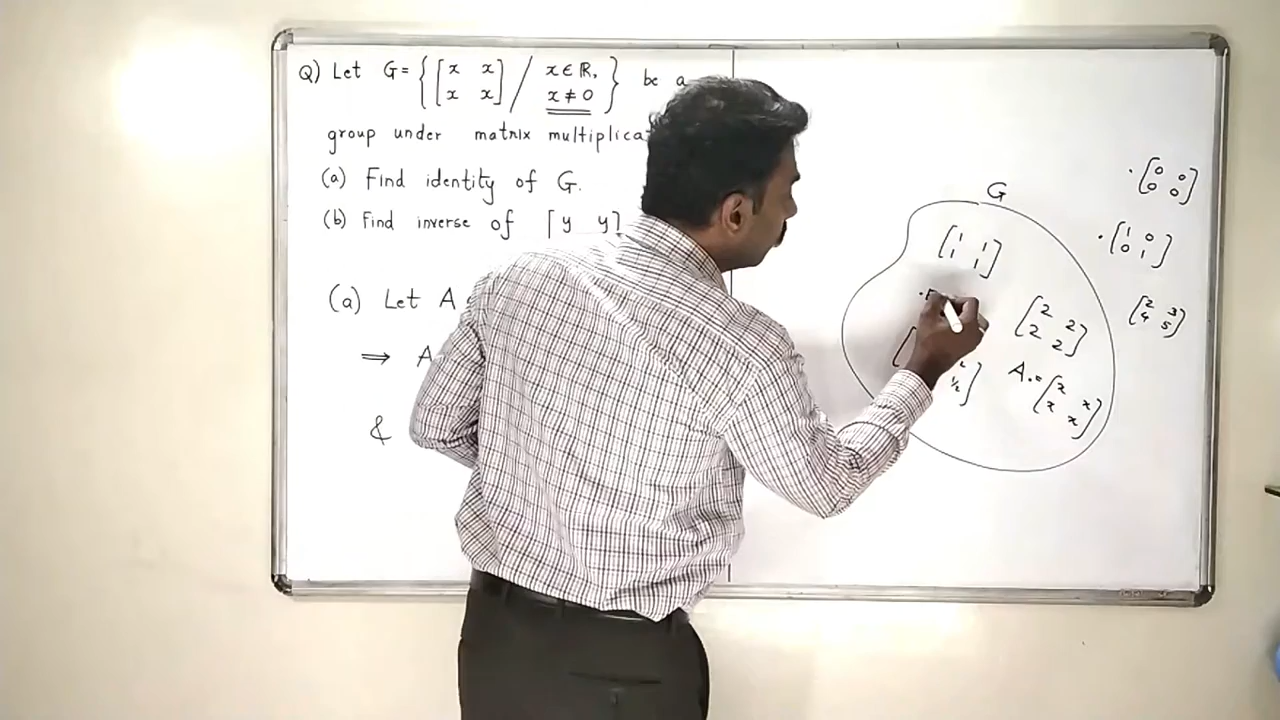 Q) Let G = { [x x / x ∈ R,
x x] x ≠ 0 } be a
group under matrix
(a) Find identity of G.
(b) Find inverse of [y y]
(a) Let A
⇒ A
&
G
[1 1
1 1]
[2 2
2 2]
A = [x x
x x]
[0 0
0 0]
[1 0
0 1]
[2 3
4 5]